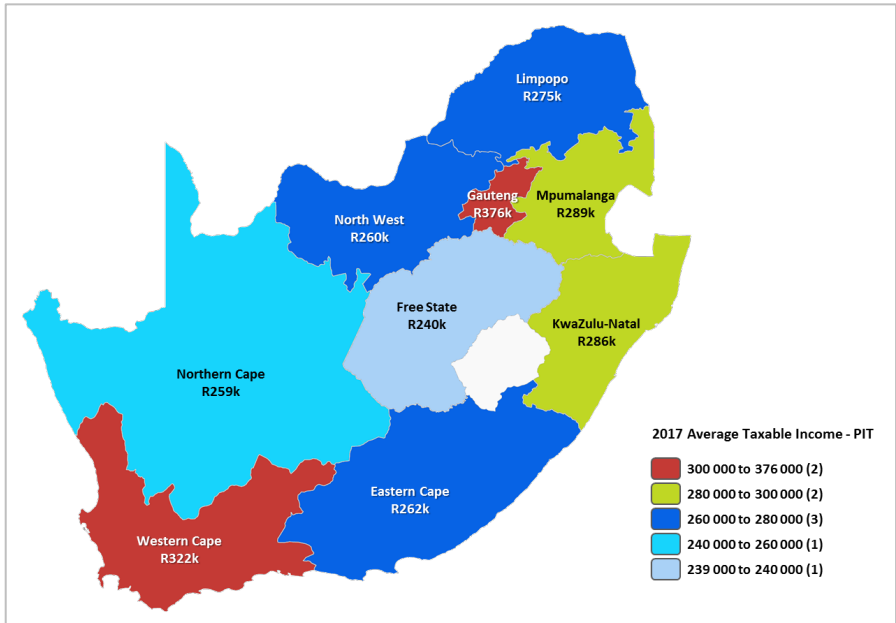 Limpopo
R275k
Gauteng
R376k
Mpumalanga
R289k
North West
R260k
Free State
R240k
KwaZulu-Natal
R286k
Northern Cape
R259k
Eastern Cape
R262k
Western Cape
R322k
2017 Average Taxable Income - PIT
300 000 to 376 000 (2)
280 000 to 300 000 (2)
260 000 to 280 000 (3)
240 000 to 260 000 (1)
239 000 to 240 000 (1)